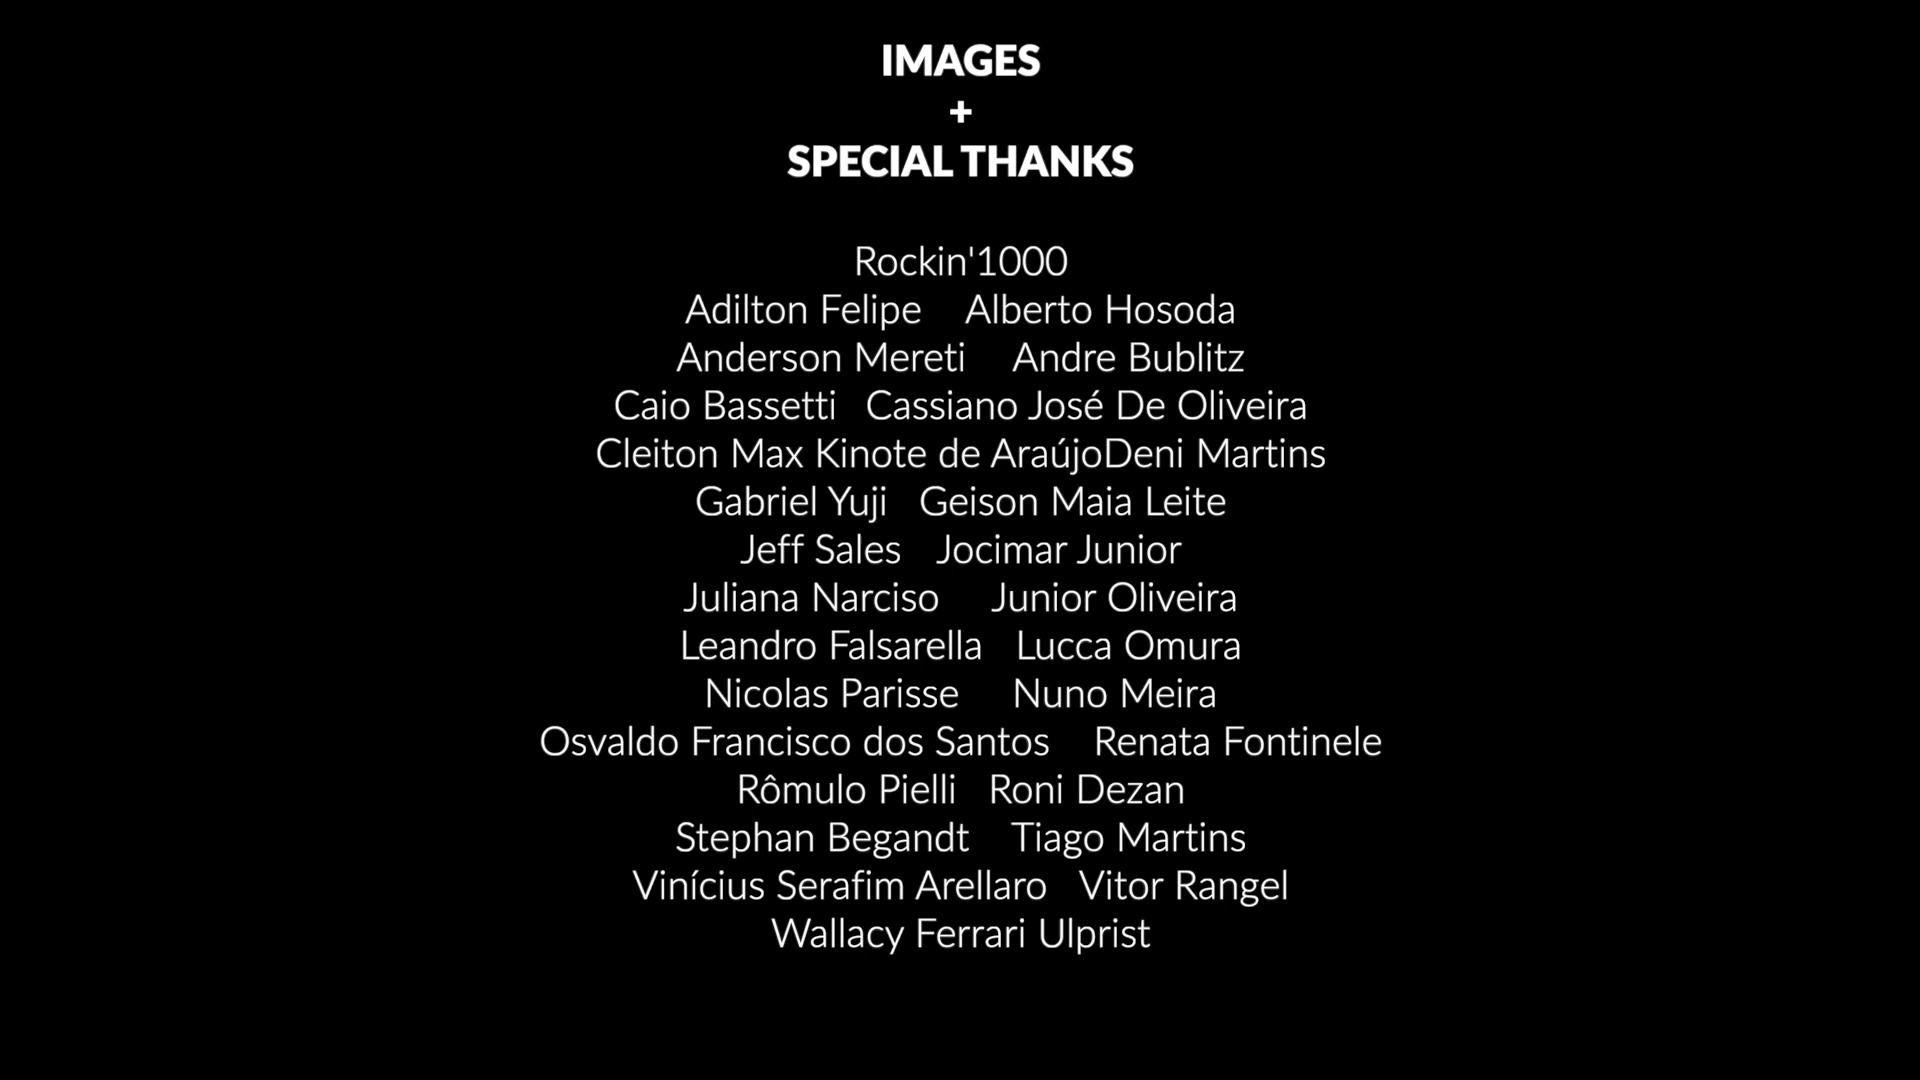 IMAGES
+
SPECIAL THANKS
Rockin'1000
Adilton Felipe Alberto Hosoda
Anderson Mereti Andre Bublitz
Caio Bassetti Cassiano José De Oliveira
Cleiton Max Kinote de AraújoDeni Martins
Gabriel Yuji Geison Maia Leite
Jeff Sales Jocimar Junior
Juliana Narciso Junior Oliveira
Leandro Falsarella Lucca Omura
Nicolas Parisse Nuno Meira
Osvaldo Francisco dos Santos Renata Fontinele
Rômulo Pielli Roni Dezan
Stephan Begandt Tiago Martins
Vinícius Serafim Arellaro Vitor Rangel
Wallacy Ferrari Ulprist